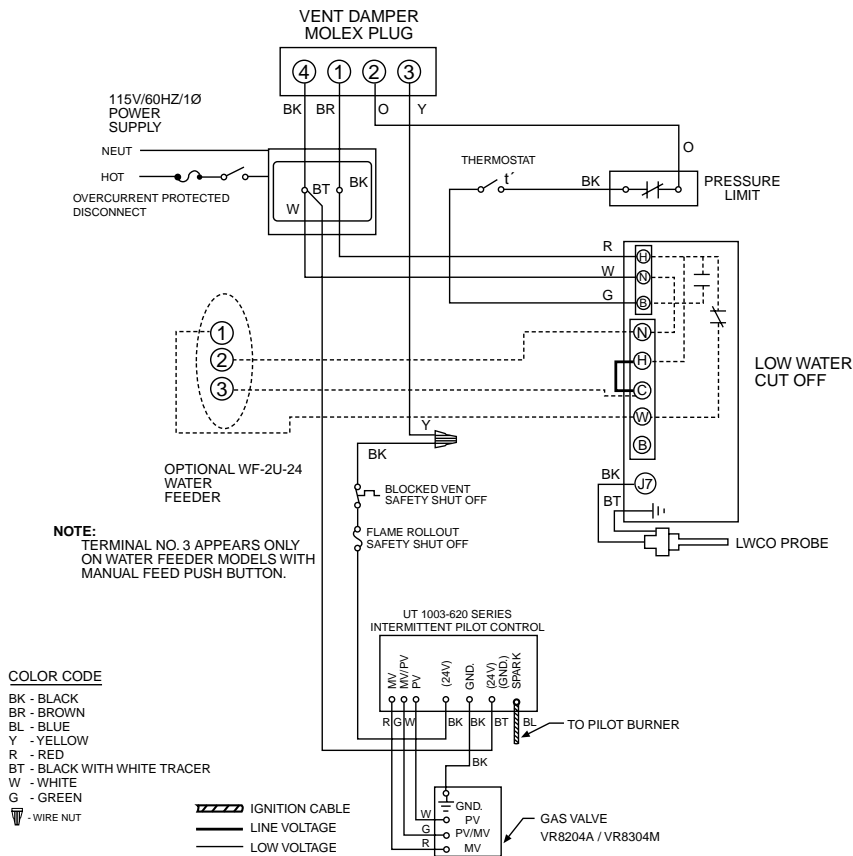 VENT DAMPER
MOLEX PLUG
4 1 2 3
BK BR O Y
115V/60HZ/1Ø
POWER
SUPPLY
NEUT
HOT
OVERCURRENT PROTECTED
DISCONNECT
BT BK
W
THERMOSTAT
t´
BK
O
PRESSURE
LIMIT
R H
W N
G B
N
H
C
W
B
J7
BK
BT
LOW WATER
CUT OFF
LWCO PROBE
1
2
3
OPTIONAL WF-2U-24
WATER
FEEDER
Y
BK
BLOCKED VENT
SAFETY SHUT OFF
FLAME ROLLOUT
SAFETY SHUT OFF
NOTE:
TERMINAL NO. 3 APPEARS ONLY
ON WATER FEEDER MODELS WITH
MANUAL FEED PUSH BUTTON.
UT 1003-620 SERIES
INTERMITTENT PILOT CONTROL
MV
MV/PV
PV
(24V)
GND.
(24V)
(GND.)
SPARK
R G W BK BK BT BL
TO PILOT BURNER
BK
GND.
W PV
G PV/MV
R MV
GAS VALVE
VR8204A / VR8304M
COLOR CODE
BK - BLACK
BR - BROWN
BL - BLUE
Y - YELLOW
R - RED
BT - BLACK WITH WHITE TRACER
W - WHITE
G - GREEN
- WIRE NUT
IGNITION CABLE
LINE VOLTAGE
LOW VOLTAGE